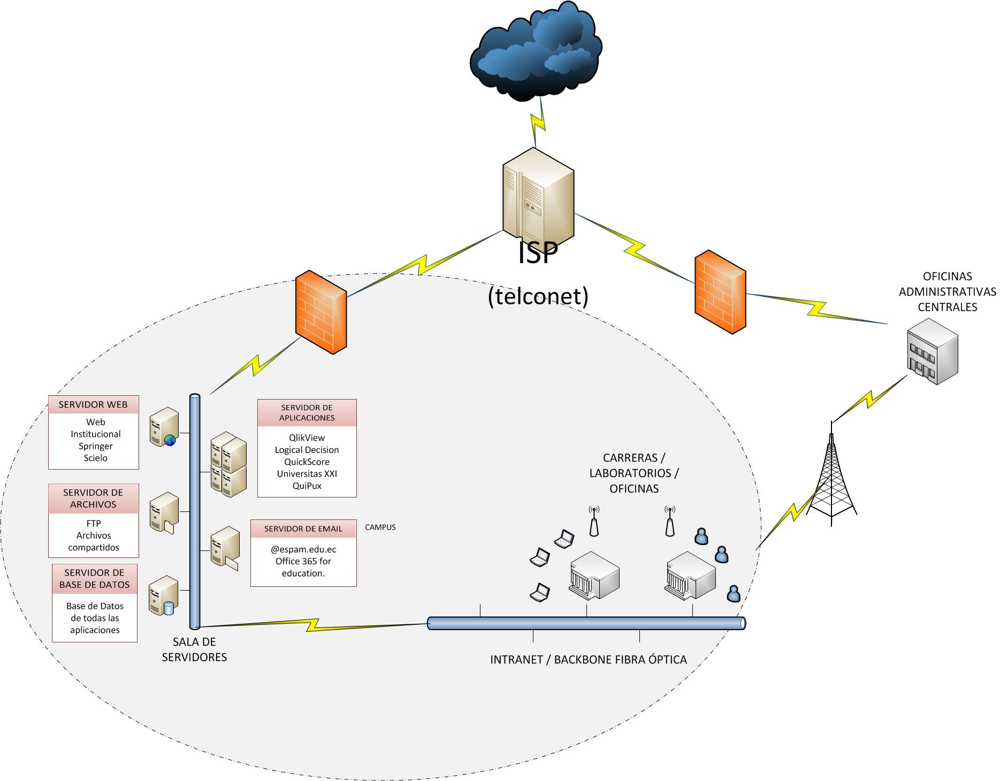 ISP
(telconet)
OFICINAS
ADMINISTRATIVAS
CENTRALES
SERVIDOR WEB
Web
Institucional
Springer
Scielo
SERVIDOR DE
APLICACIONES
QlikView
Logical Decision
QuickScore
Universitas XXI
QuiPux
SERVIDOR DE
ARCHIVOS
FTP
Archivos
compartidos
SERVIDOR DE EMAIL
@espam.edu.ec
Office 365 for
education.
CAMPUS
SERVIDOR DE
BASE DE DATOS
Base de Datos
de todas las
aplicaciones
SALA DE
SERVIDORES
CARRERAS /
LABORATORIOS /
OFICINAS
INTRANET / BACKBONE FIBRA ÓPTICA